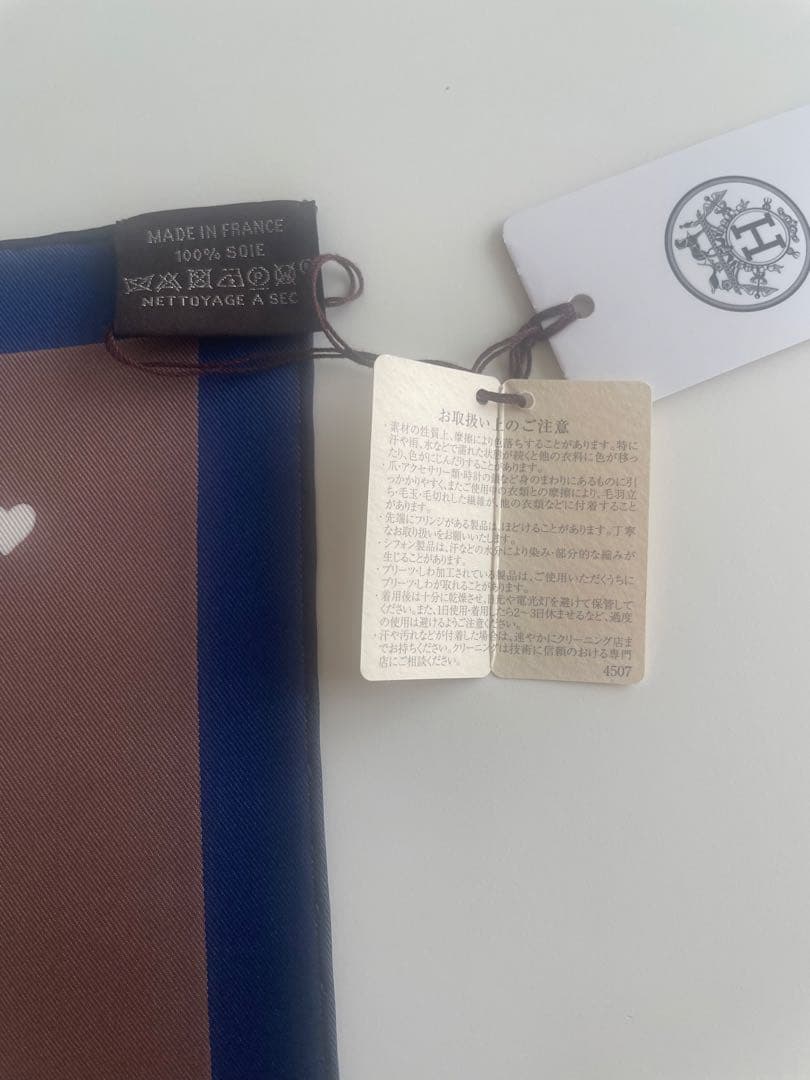 MADE IN FRANCE
100% SOIE
NETTOYAGE A SEC
H
お取扱い上のご注意
・素材の性質上、摩擦により色落ちすることがあります。特に
汗や雨、水などで濡れた状態が続くと他の衣料に色が移っ
たり、色がにじんだりすることがあります。
・爪・アクセサリー類・時計の鎖など身のまわりにあるものに引
っかかりやすく、またご使用中の衣類との摩擦により、毛羽立
ち・毛玉・毛切れした繊維が、他の衣類などに付着すること
があります。
・先端にフリンジがある製品は、ほどけることがあります。丁寧
なお取り扱いをお願いいたします。
・シフォン製品は、汗などの水分により染み・部分的な縮みが
生じることがあります。
・プリーツ・しわ加工されている製品は、ご使用いただくうちに
プリーツ・しわが取れることがあります。
・着用後は十分に乾燥させ、日光や電光灯を避けて保管して
ください。また、1日使用・着用したら2〜3日休ませるなど、過度
の使用は避けるようご注意ください。
・汗や汚れなどが付着した場合は、速やかにクリーニング店ま
でお持ちください。クリーニングは技術に信頼のおける専門
店にご相談ください。
4507